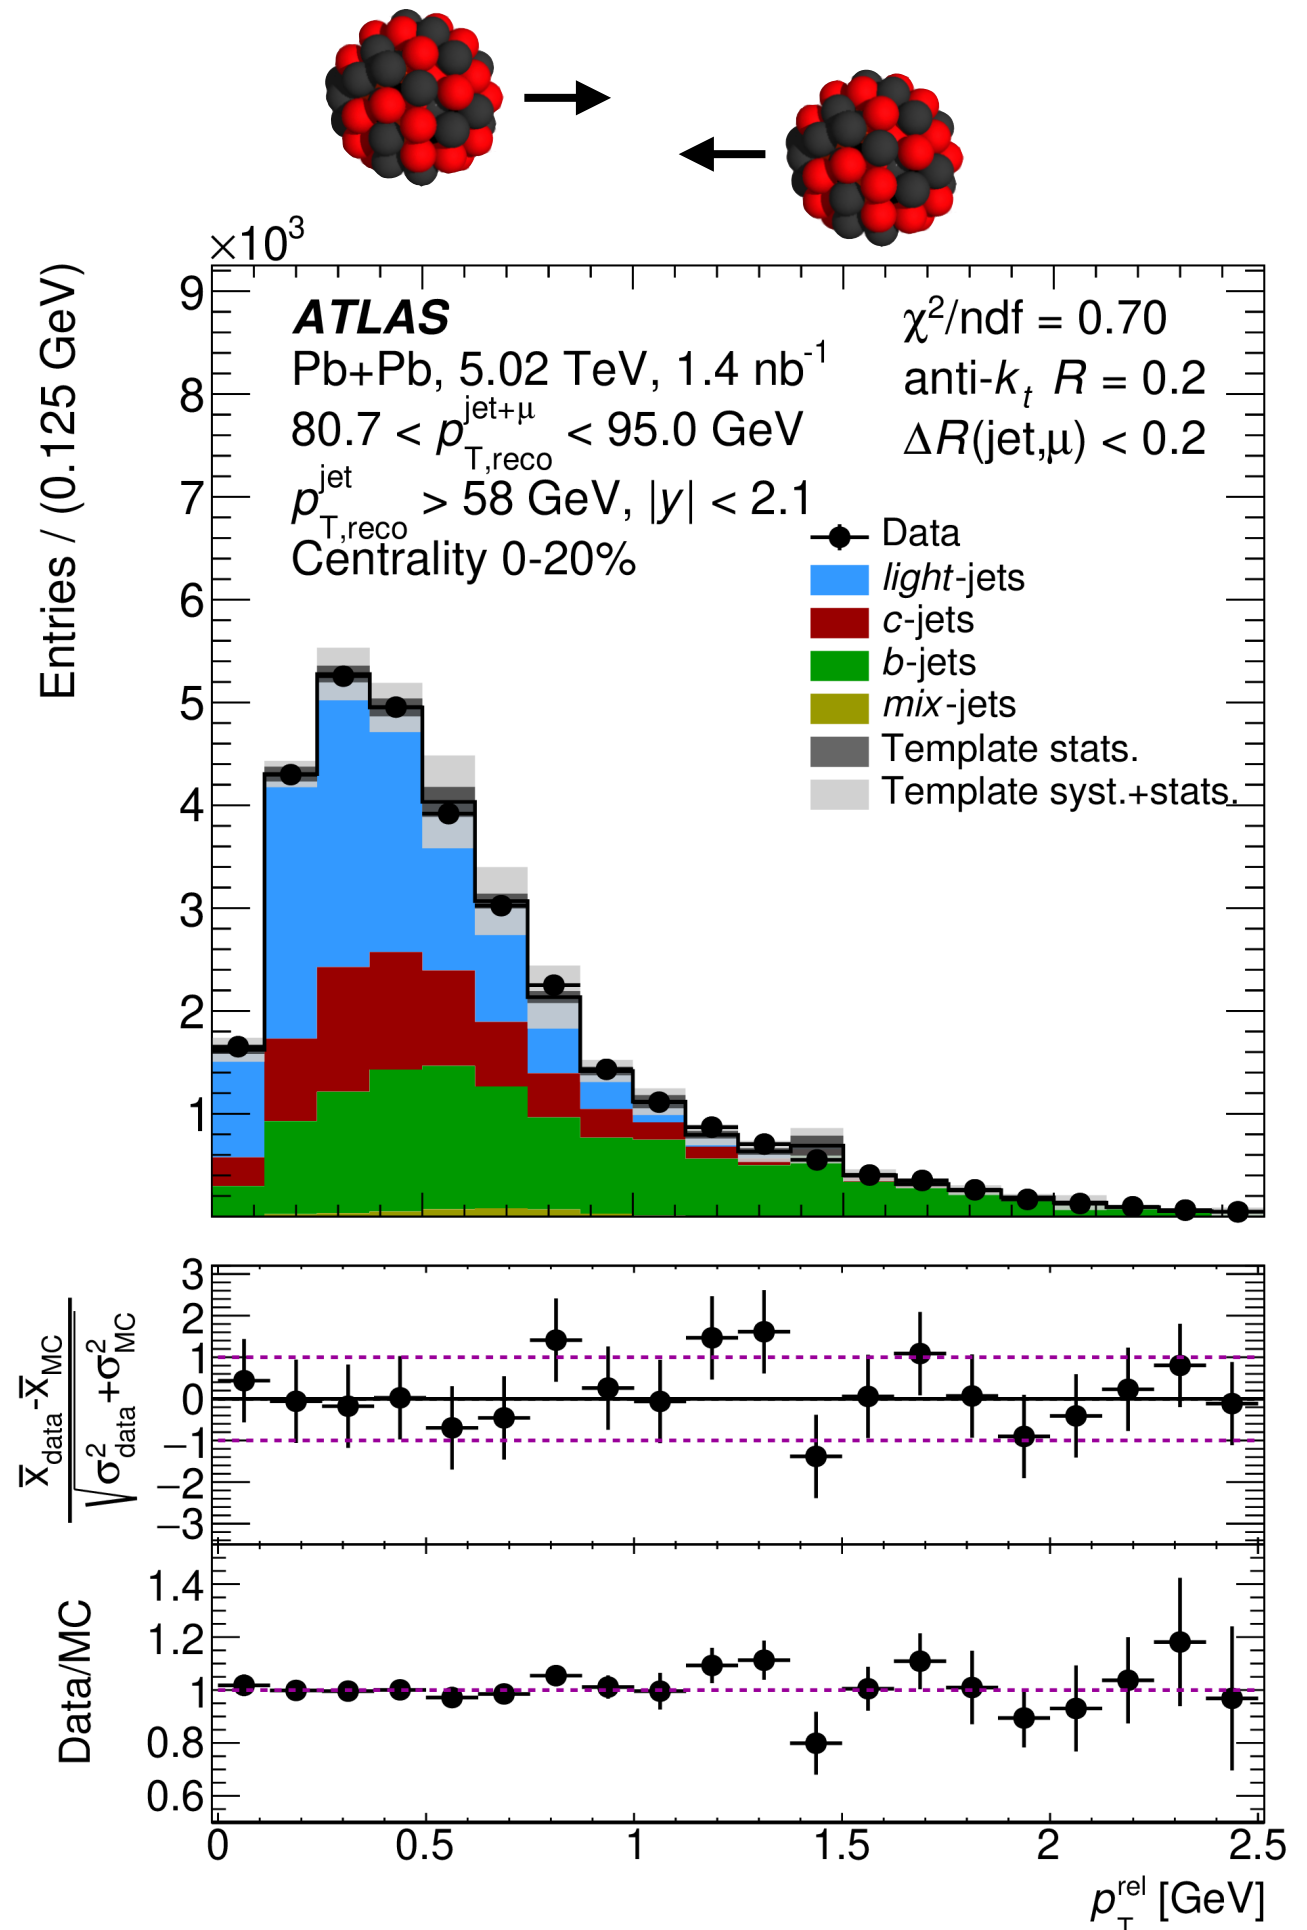 ×10³
Entries / (0.125 GeV)
9
8
7
6
5
4
3
2
1
ATLAS
Pb+Pb, 5.02 TeV, 1.4 nb⁻¹
80.7 < p_T,reco^jet+μ < 95.0 GeV
p_T,reco^jet > 58 GeV, |y| < 2.1
Centrality 0-20%
χ²/ndf = 0.70
anti-k_t R = 0.2
ΔR(jet,μ) < 0.2
Data
light-jets
c-jets
b-jets
mix-jets
Template stats.
Template syst.+stats.
x̄_data-x̄_MC
√σ²_data+σ²_MC
3
2
1
0
−1
−2
−3
Data/MC
1.4
1.2
1
0.8
0.6
0 0.5 1 1.5 2 2.5
p_T^rel [GeV]